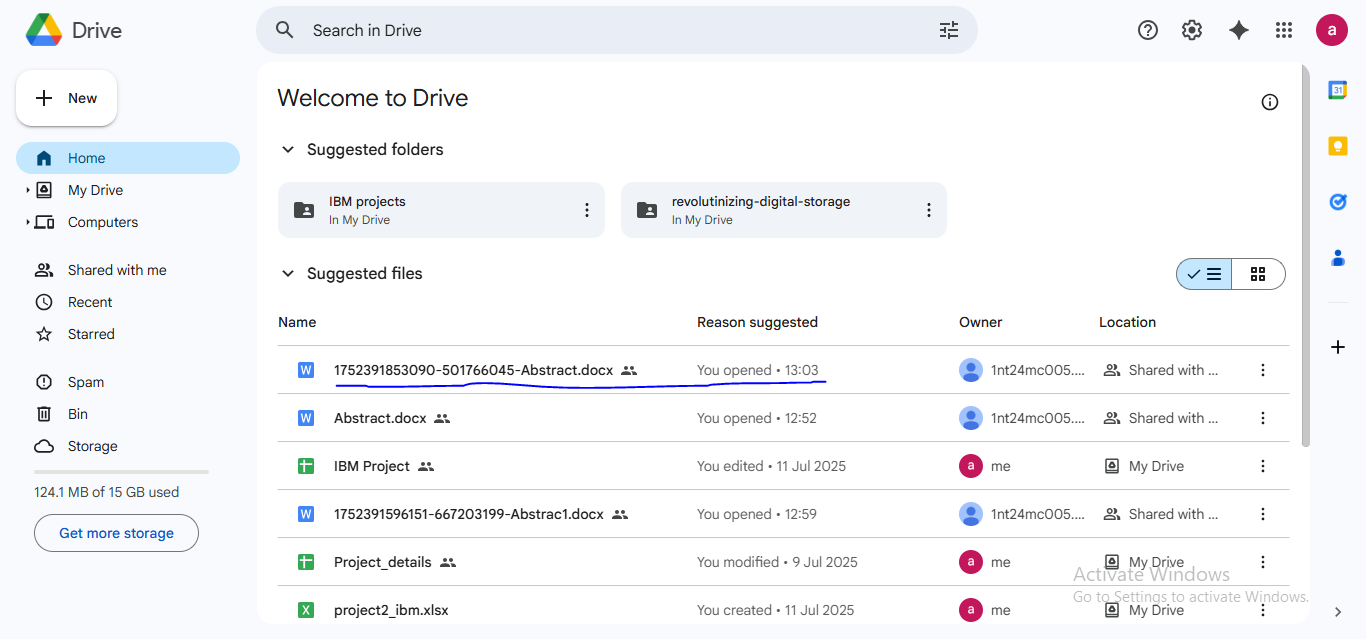 Drive
Search in Drive
a
New
Welcome to Drive
Home
My Drive
Computers
Shared with me
Recent
Starred
Spam
Bin
Storage
124.1 MB of 15 GB used
Get more storage
Suggested folders
IBM projects
In My Drive
revolutinizing-digital-storage
In My Drive
Suggested files
Name Reason suggested Owner Location
1752391853090-501766045-Abstract.docx You opened • 13:03 1nt24mc005.... Shared with ...
Abstract.docx You opened • 12:52 1nt24mc005.... Shared with ...
IBM Project You edited • 11 Jul 2025 a me My Drive
1752391596151-667203199-Abstrac1.docx You opened • 12:59 1nt24mc005.... Shared with ...
Project_details You modified • 9 Jul 2025 a me My Drive
project2_ibm.xlsx You created • 11 Jul 2025 a me My Drive
31
Activate Windows
Go to Settings to activate Windows.